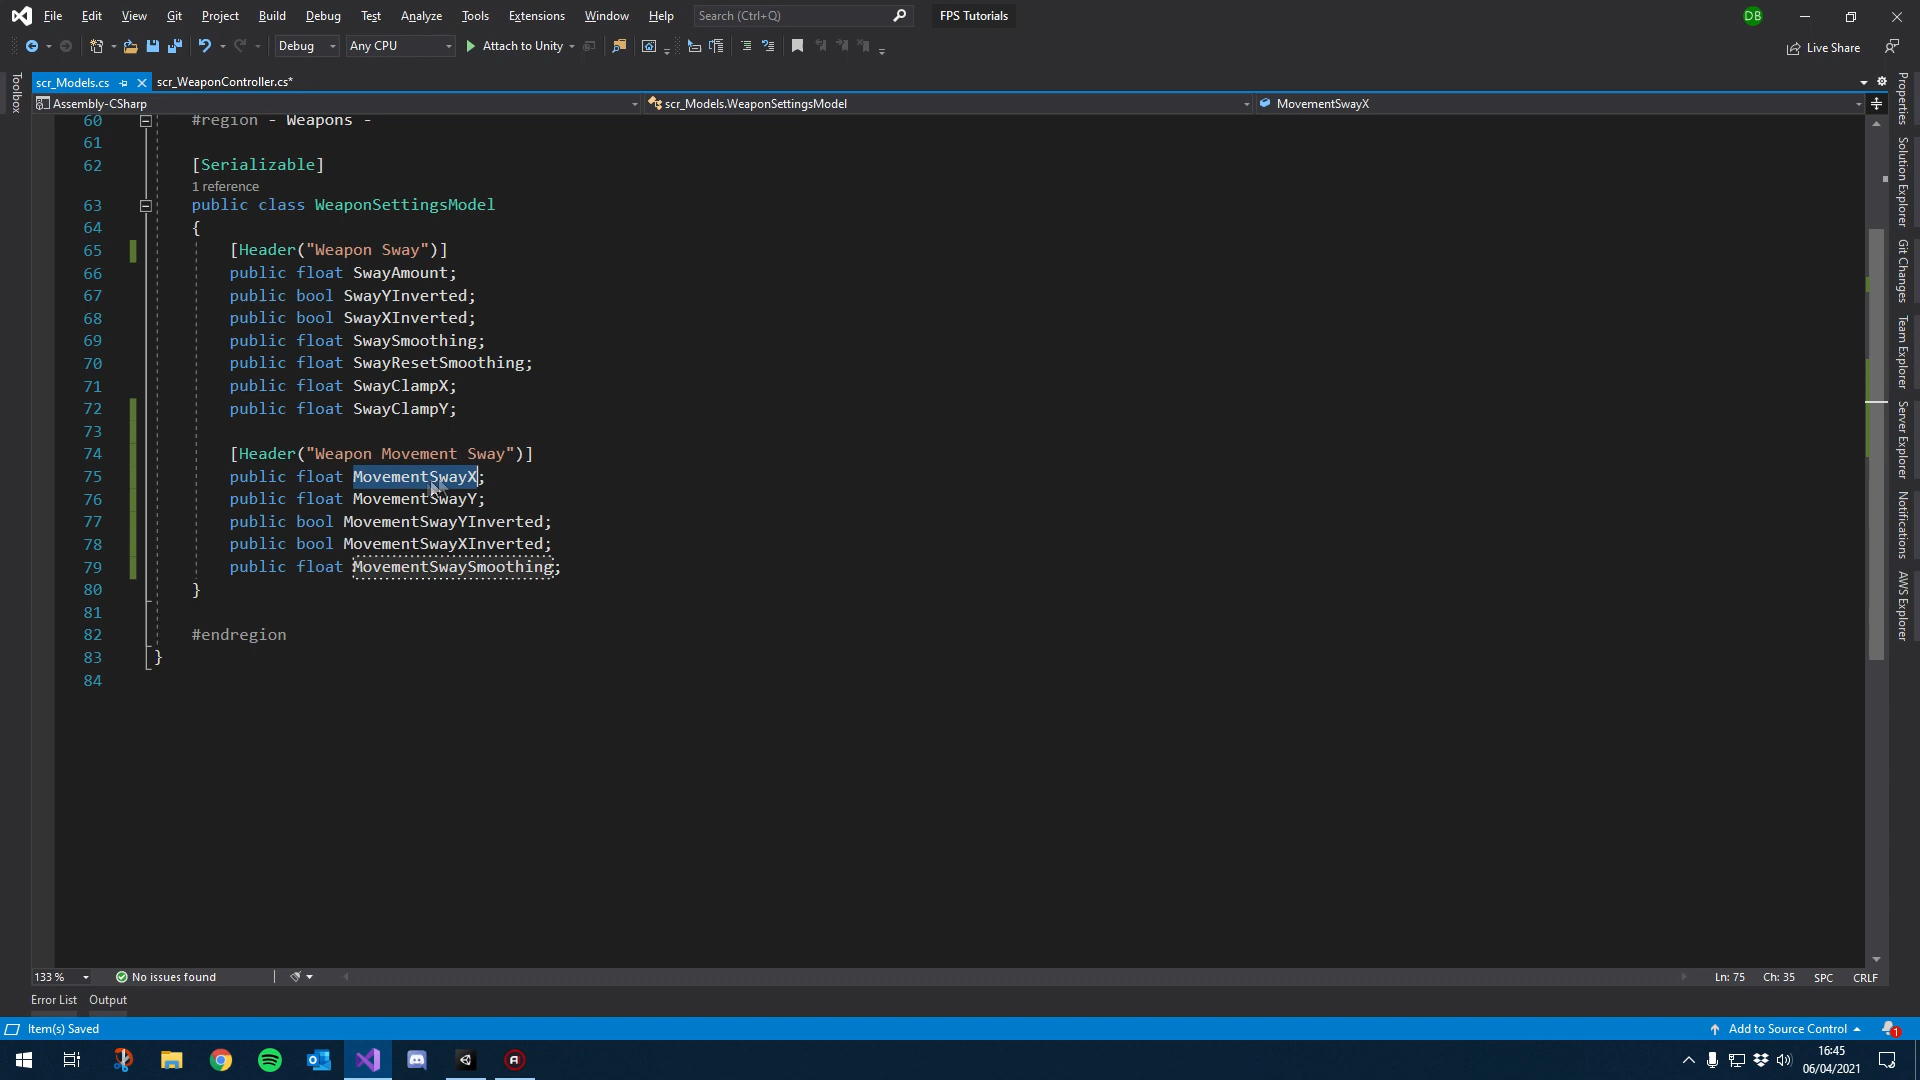 File Edit View Git Project Build Debug Test Analyze Tools Extensions Window Help Search (Ctrl+Q) FPS Tutorials DB
Debug Any CPU Attach to Unity Live Share
Toolbox
scr_Models.cs scr_WeaponController.cs*
Assembly-CSharp scr_Models.WeaponSettingsModel MovementSwayX
60 #region - Weapons -
61
62 [Serializable]
1 reference
63 public class WeaponSettingsModel
64 {
65 [Header("Weapon Sway")]
66 public float SwayAmount;
67 public bool SwayYInverted;
68 public bool SwayXInverted;
69 public float SwaySmoothing;
70 public float SwayResetSmoothing;
71 public float SwayClampX;
72 public float SwayClampY;
73
74 [Header("Weapon Movement Sway")]
75 public float MovementSwayX;
76 public float MovementSwayY;
77 public bool MovementSwayYInverted;
78 public bool MovementSwayXInverted;
79 public float MovementSwaySmoothing;
80 }
81
82 #endregion
83 }
84
Properties
Solution Explorer
Git Changes
Team Explorer
Server Explorer
Notifications
AWS Explorer
133 % No issues found Ln: 75 Ch: 35 SPC CRLF
Error List Output
Item(s) Saved Add to Source Control 1
16:45
06/04/2021